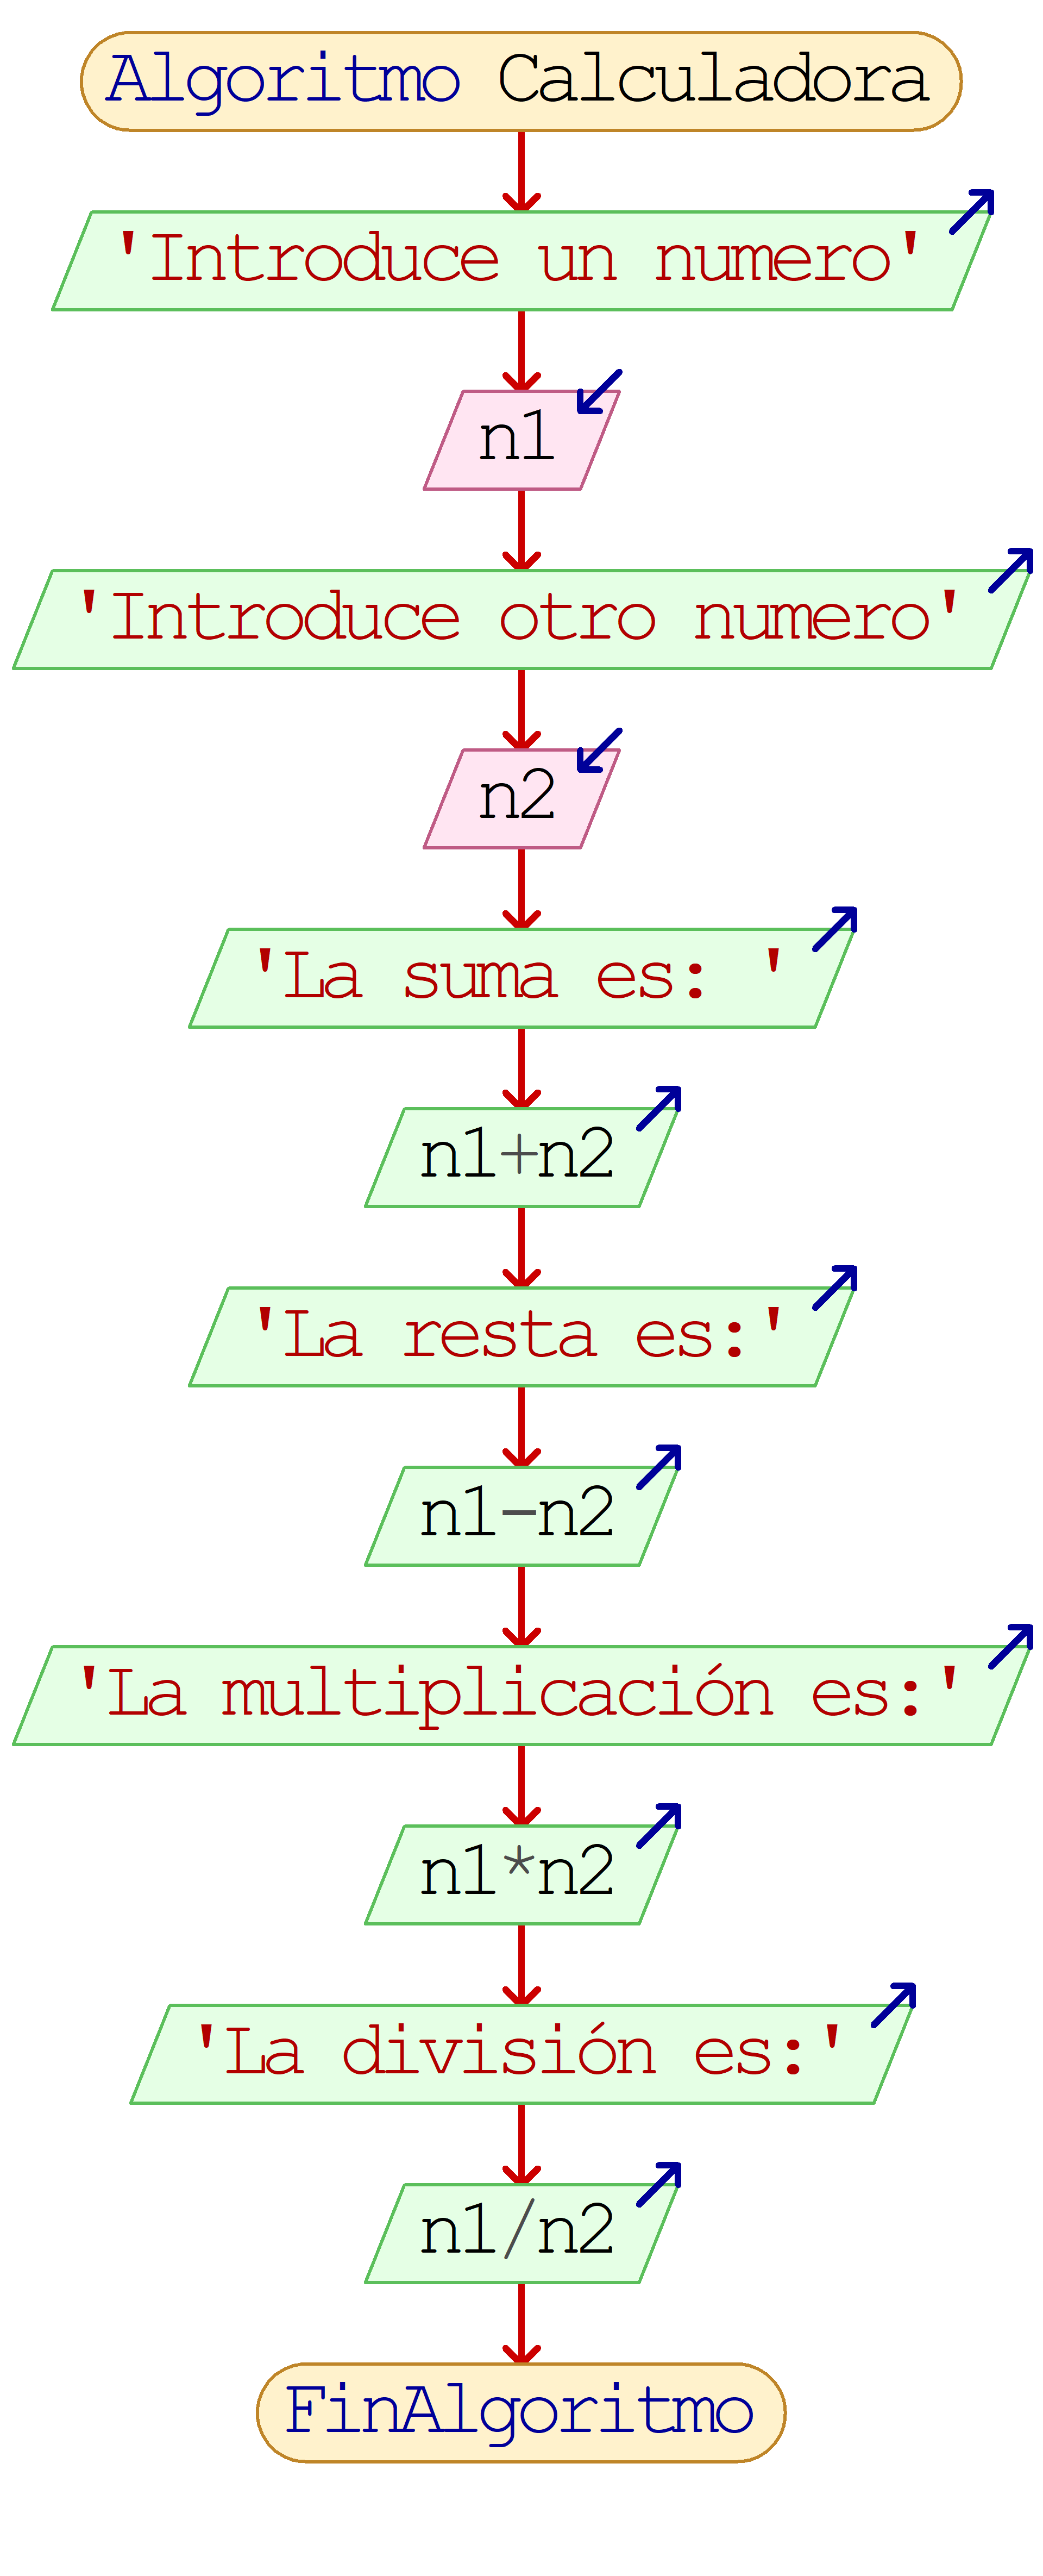 Algoritmo Calculadora
'Introduce un numero'
n1
'Introduce otro numero'
n2
'La suma es: '
n1+n2
'La resta es:'
n1-n2
'La multiplicación es:'
n1*n2
'La división es:'
n1/n2
FinAlgoritmo